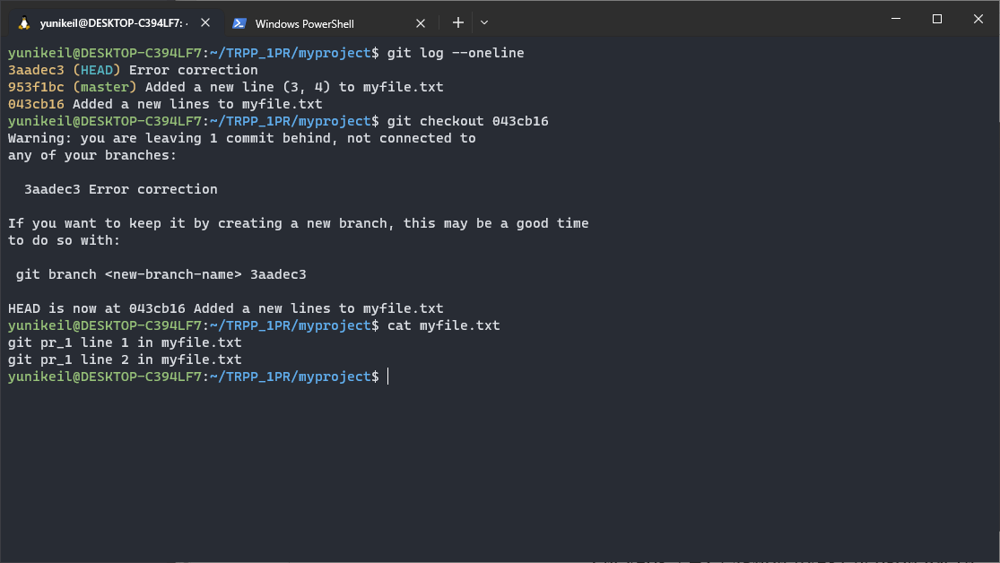 yunikeil@DESKTOP-C394LF7: ·
Windows PowerShell
yunikeil@DESKTOP-C394LF7:~/TRPP_1PR/myproject$ git log --oneline
3aadec3 (HEAD) Error correction
953f1bc (master) Added a new line (3, 4) to myfile.txt
043cb16 Added a new lines to myfile.txt
yunikeil@DESKTOP-C394LF7:~/TRPP_1PR/myproject$ git checkout 043cb16
Warning: you are leaving 1 commit behind, not connected to
any of your branches:
3aadec3 Error correction
If you want to keep it by creating a new branch, this may be a good time
to do so with:
git branch <new-branch-name> 3aadec3
HEAD is now at 043cb16 Added a new lines to myfile.txt
yunikeil@DESKTOP-C394LF7:~/TRPP_1PR/myproject$ cat myfile.txt
git pr_1 line 1 in myfile.txt
git pr_1 line 2 in myfile.txt
yunikeil@DESKTOP-C394LF7:~/TRPP_1PR/myproject$